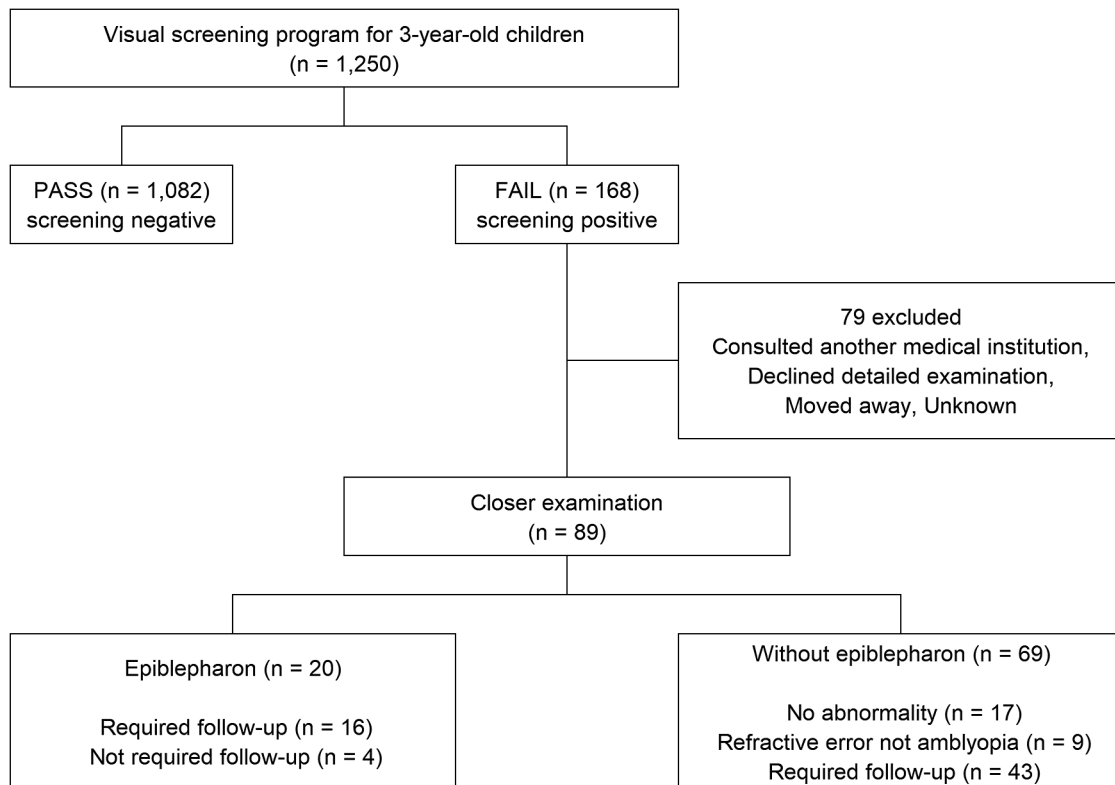 Visual screening program for 3-year-old children
(n = 1,250)
PASS (n = 1,082)
screening negative
FAIL (n = 168)
screening positive
79 excluded
Consulted another medical institution,
Declined detailed examination,
Moved away, Unknown
Closer examination
(n = 89)
Epiblepharon (n = 20)
Required follow-up (n = 16)
Not required follow-up (n = 4)
Without epiblepharon (n = 69)
No abnormality (n = 17)
Refractive error not amblyopia (n = 9)
Required follow-up (n = 43)